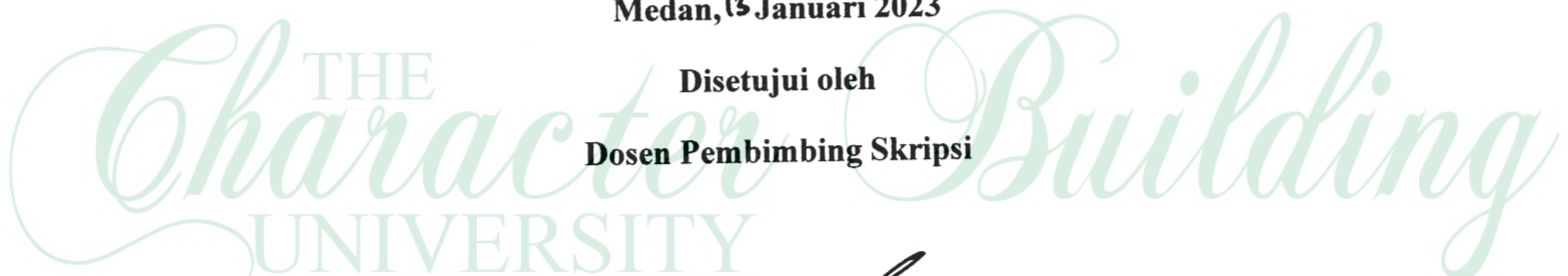 Medan, 13 Januari 2023
Disetujui oleh
Dosen Pembimbing Skripsi
THE
Character Building
UNIVERSITY